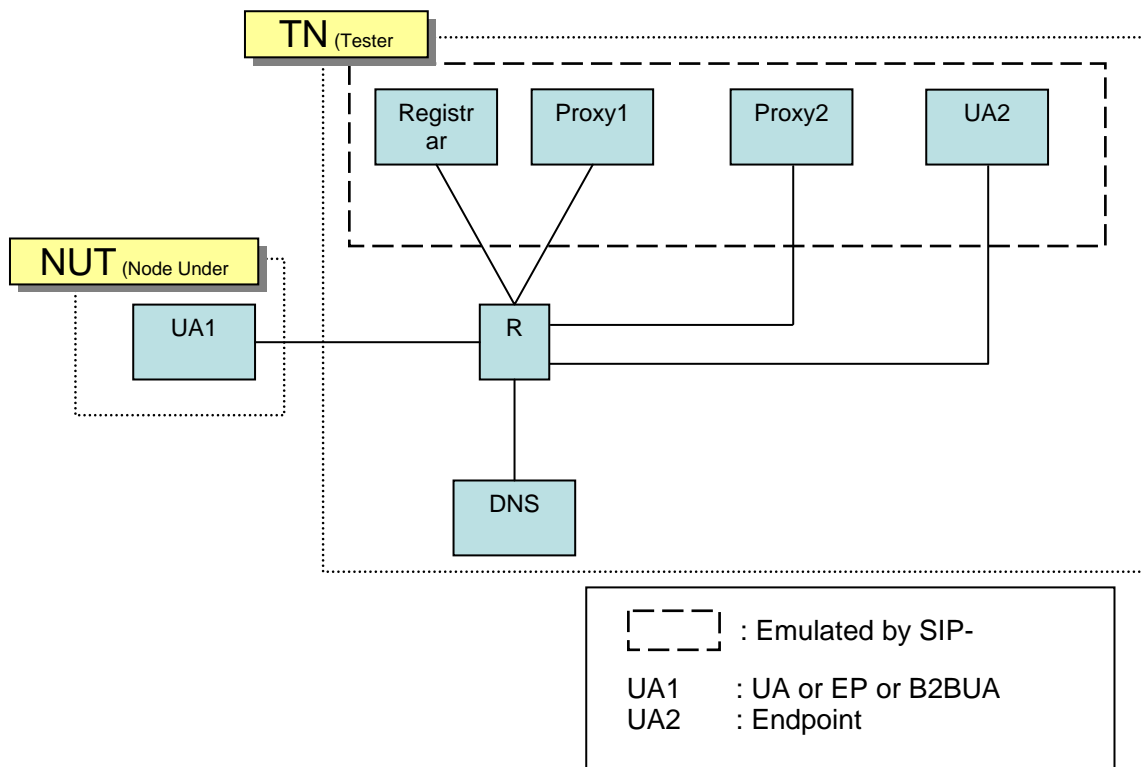 TN (Tester
Registr
ar
Proxy1
Proxy2
UA2
NUT (Node Under
UA1
R
DNS
: Emulated by SIP-
UA1 : UA or EP or B2BUA
UA2 : Endpoint